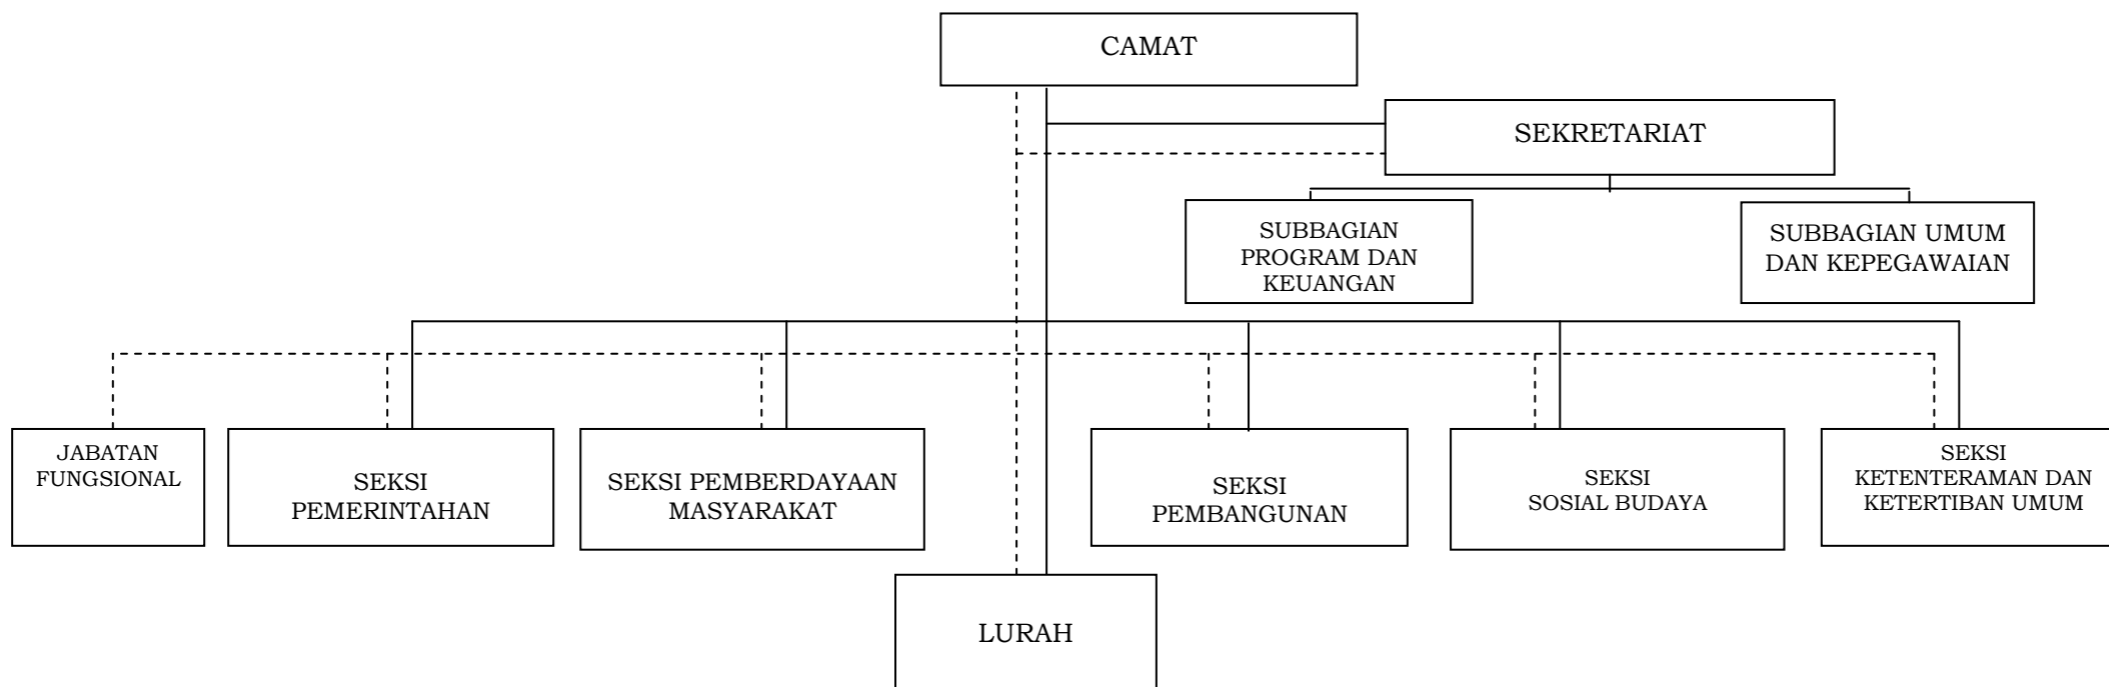 CAMAT
SEKRETARIAT
SUBBAGIAN
PROGRAM DAN
KEUANGAN
SUBBAGIAN UMUM
DAN KEPEGAWAIAN
JABATAN
FUNGSIONAL
SEKSI
PEMERINTAHAN
SEKSI PEMBERDAYAAN
MASYARAKAT
SEKSI
PEMBANGUNAN
SEKSI
SOSIAL BUDAYA
SEKSI
KETENTERAMAN DAN
KETERTIBAN UMUM
LURAH